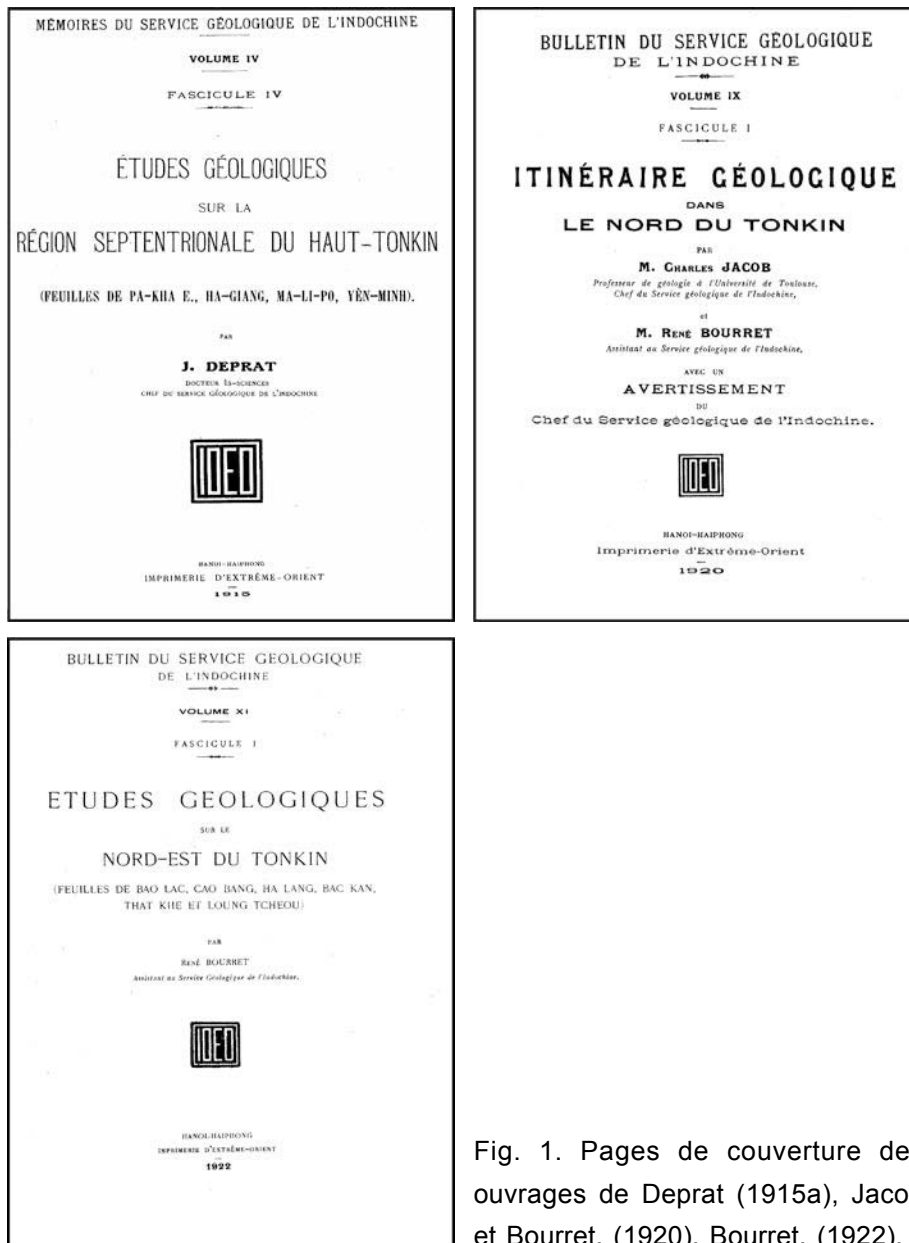 MÉMOIRES DU SERVICE GÉOLOGIQUE DE L'INDOCHINE
VOLUME IV
FASCICULE IV
ÉTUDES GÉOLOGIQUES
SUR LA
RÉGION SEPTENTRIONALE DU HAUT-TONKIN
(FEUILLES DE PA-KHA E., HA-GIANG, MA-LI-PO, YÊN-MINH).
PAR
J. DEPRAT
DOCTEUR ÈS-SCIENCES
CHEF DU SERVICE GÉOLOGIQUE DE L'INDOCHINE
IDEO
HANOI-HAIPHONG
IMPRIMERIE D'EXTRÊME-ORIENT
1915
BULLETIN DU SERVICE GÉOLOGIQUE
DE L'INDOCHINE
VOLUME IX
FASCICULE I
ITINÉRAIRE GÉOLOGIQUE
DANS
LE NORD DU TONKIN
PAR
M. CHARLES JACOB
Professeur de géologie à l'Université de Toulouse,
Chef du Service géologique de l'Indochine,
et
M. RENÉ BOURRET
Assistant au Service géologique de l'Indochine,
AVEC UN
AVERTISSEMENT
DU
Chef du Service géologique de l'Indochine.
IDEO
HANOI-HAIPHONG
Imprimerie d'Extrême-Orient
1920
BULLETIN DU SERVICE GEOLOGIQUE
DE L'INDOCHINE
VOLUME XI
FASCICULE I
ETUDES GEOLOGIQUES
SUR LE
NORD-EST DU TONKIN
(FEUILLES DE BAO LAC, CAO BANG, HA LANG, BAC KAN,
THAT KHE ET LOUNG TCHEOU)
PAR
RENÉ BOURRET
Assistant au Service Géologique de l'Indochine.
IDEO
HANOI-HAIPHONG
IMPRIMERIE D'EXTRÊME-ORIENT
1922
Fig. 1. Pages de couverture de
ouvrages de Deprat (1915a), Jaco
et Bourret, (1920), Bourret, (1922).